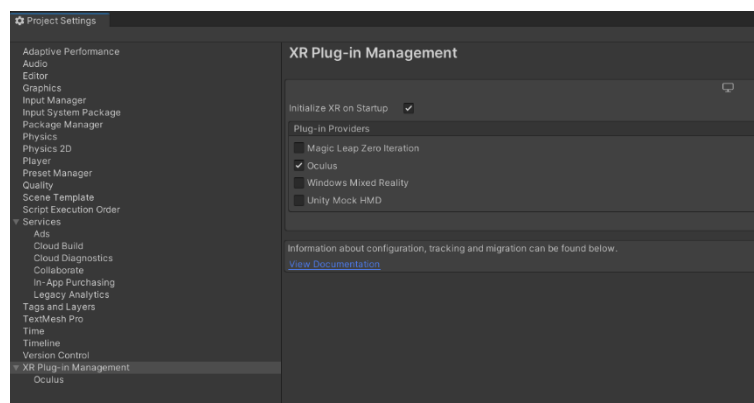 Project Settings
Adaptive Performance
Audio
Editor
Graphics
Input Manager
Input System Package
Package Manager
Physics
Physics 2D
Player
Preset Manager
Quality
Scene Template
Script Execution Order
Services
Ads
Cloud Build
Cloud Diagnostics
Collaborate
In-App Purchasing
Legacy Analytics
Tags and Layers
TextMesh Pro
Time
Timeline
Version Control
XR Plug-in Management
Oculus
XR Plug-in Management
Initialize XR on Startup
Plug-in Providers
Magic Leap Zero Iteration
Oculus
Windows Mixed Reality
Unity Mock HMD
Information about configuration, tracking and migration can be found below.
View Documentation